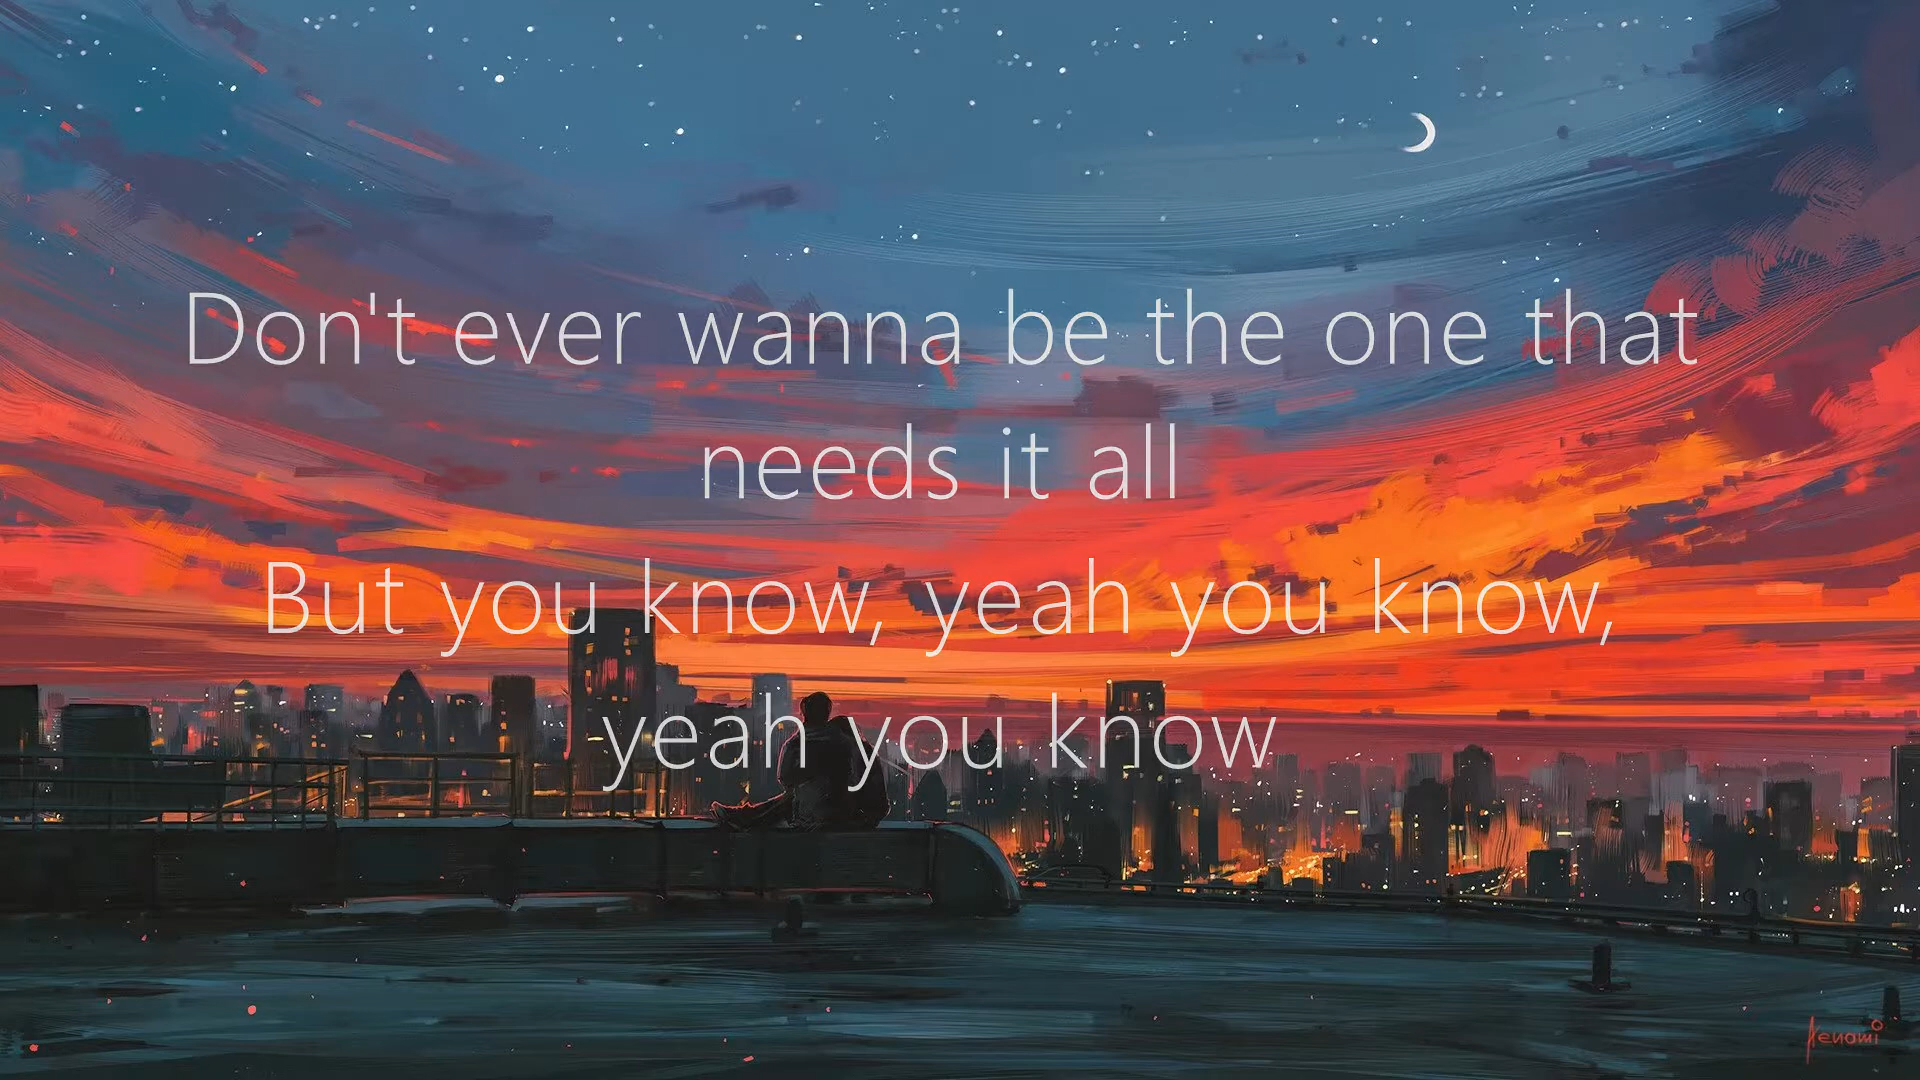 Don't ever wanna be the one that
needs it all
But you know, yeah you know,
yeah you know
Aenami